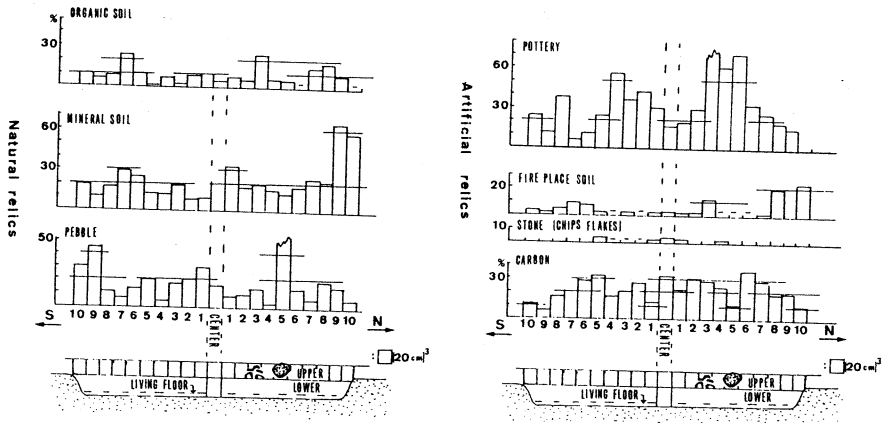 ORGANIC SOIL
%
30
MINERAL SOIL
60
30
Natural relics
PEBBLE
50
S 10 9 8 7 6 5 4 3 2 1 CENTER 1 2 3 4 5 6 7 8 9 10 N
20cm]³
UPPER
LIVING FLOOR LOWER
POTTERY
60
30
Artificial relics
FIRE PLACE SOIL
20
STONE (CHIPS FLAKES)
10
CARBON
%
30
S 10 9 8 7 6 5 4 3 2 1 CENTER 1 2 3 4 5 6 7 8 9 10 N
20cm]³
UPPER
LIVING FLOOR LOWER